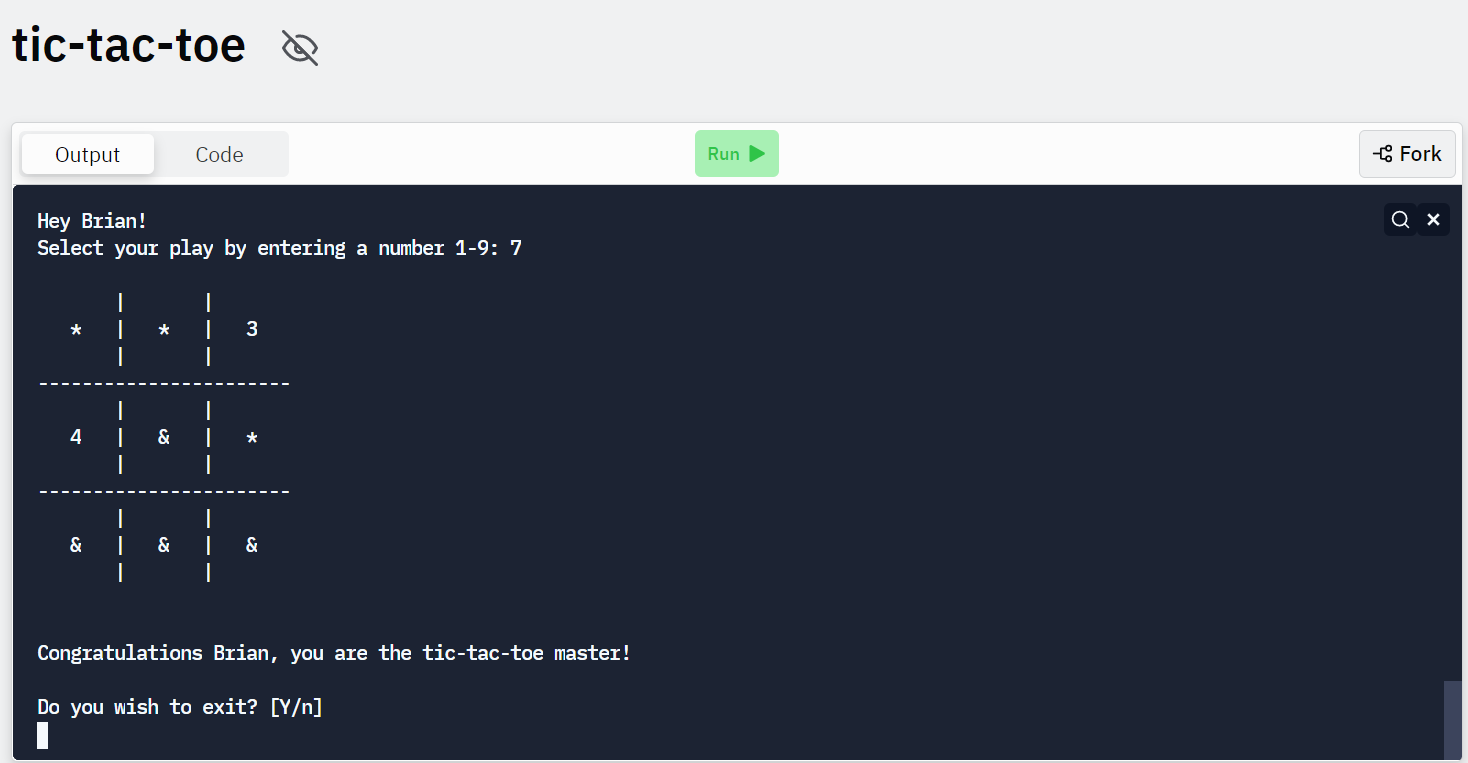 tic-tac-toe
Output Code Run Fork
Hey Brian!
Select your play by entering a number 1-9: 7
| |
* | * | 3
| |
-----------------------
| |
4 | & | *
| |
-----------------------
| |
& | & | &
| |
Congratulations Brian, you are the tic-tac-toe master!
Do you wish to exit? [Y/n]